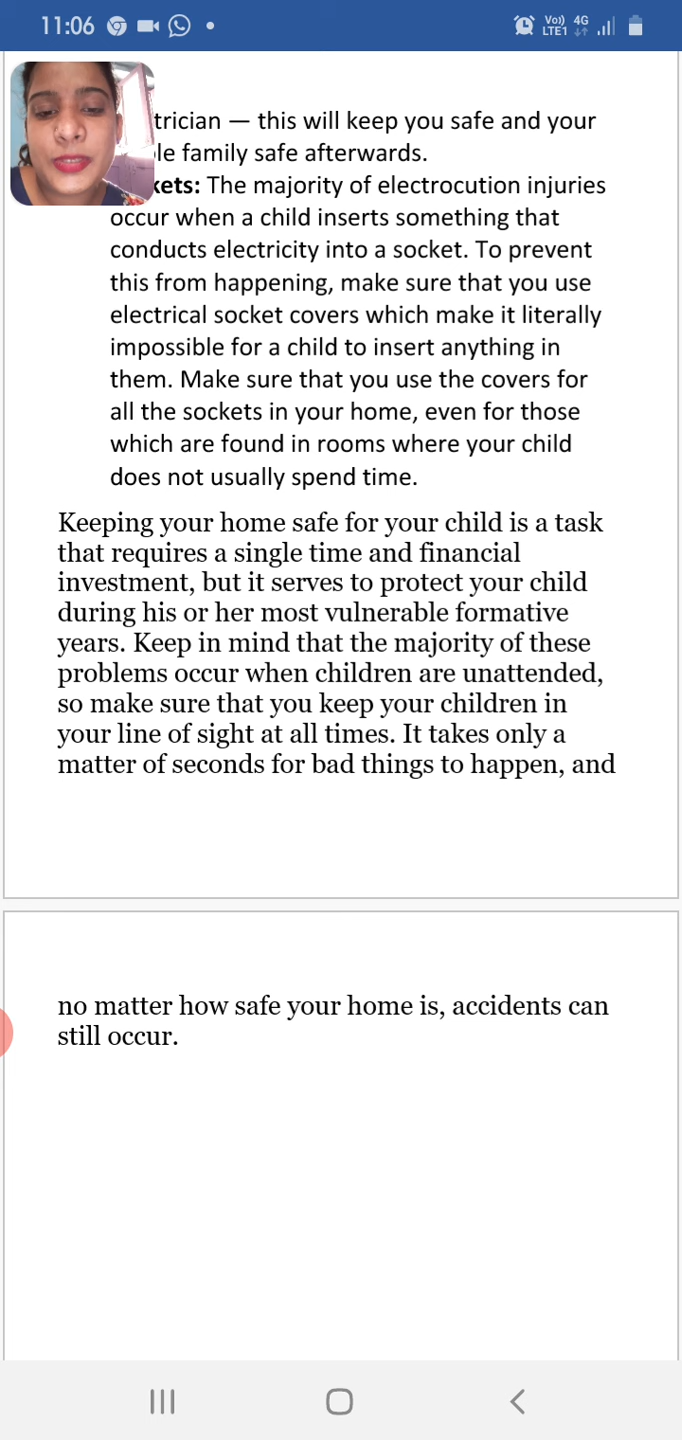 11:06
Vo)) 4G
LTE1
trician — this will keep you safe and your
le family safe afterwards.
kets: The majority of electrocution injuries
occur when a child inserts something that
conducts electricity into a socket. To prevent
this from happening, make sure that you use
electrical socket covers which make it literally
impossible for a child to insert anything in
them. Make sure that you use the covers for
all the sockets in your home, even for those
which are found in rooms where your child
does not usually spend time.
Keeping your home safe for your child is a task
that requires a single time and financial
investment, but it serves to protect your child
during his or her most vulnerable formative
years. Keep in mind that the majority of these
problems occur when children are unattended,
so make sure that you keep your children in
your line of sight at all times. It takes only a
matter of seconds for bad things to happen, and
no matter how safe your home is, accidents can
still occur.